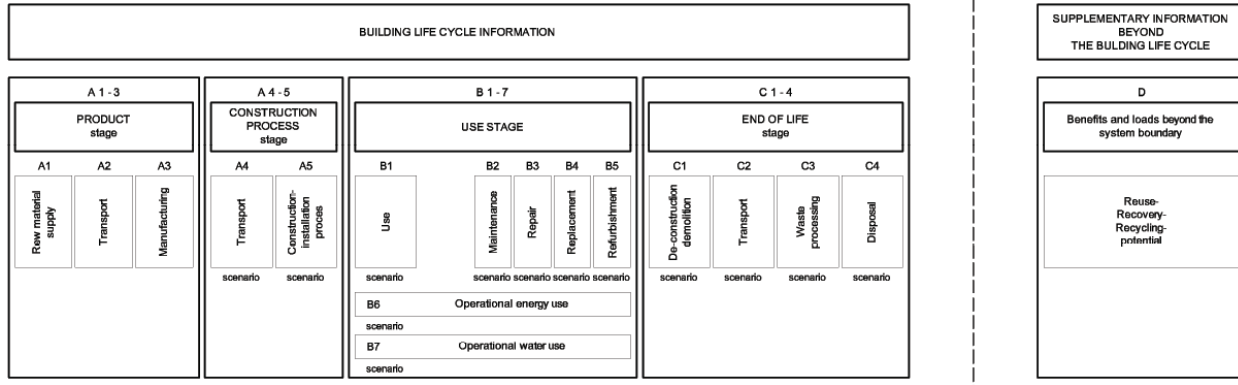 BUILDING LIFE CYCLE INFORMATION
SUPPLEMENTARY INFORMATION
BEYOND
THE BULDING LIFE CYCLE
A 1 - 3
PRODUCT
stage
A1 A2 A3
Rew material
supply
Transport
Manufacturing
A 4 - 5
CONSTRUCTION
PROCESS
stage
A4 A5
Transport
Construction-
installation
proces
scenario scenario
B 1 - 7
USE STAGE
B1 B2 B3 B4 B5
Use
Maintenance
Repair
Replacement
Refurbishment
scenario scenario scenario scenario scenario
B6 Operational energy use
scenario
B7 Operational water use
scenario
C 1 - 4
END OF LIFE
stage
C1 C2 C3 C4
De-construction
demolition
Transport
Waste
processing
Disposal
scenario scenario scenario scenario
D
Benefits and loads beyond the
system boundary
Reuse-
Recovery-
Recycling-
potential